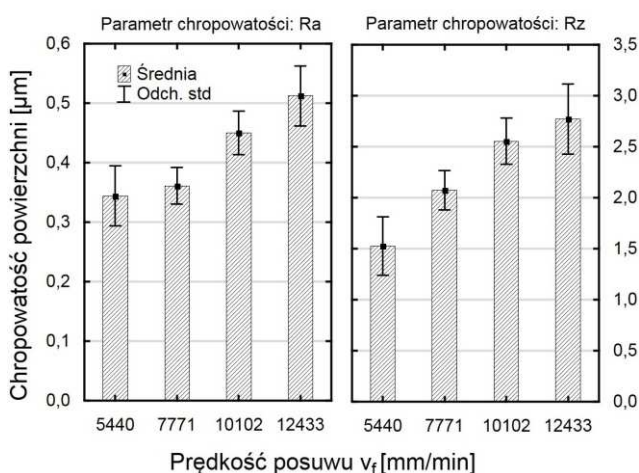 Parametr chropowatości: Ra
Parametr chropowatości: Rz
Chropowatość powierzchni [μm]
0,6
0,5
0,4
0,3
0,2
0,1
0,0
Średnia
Odch. std
3,5
3,0
2,5
2,0
1,5
1,0
0,5
0,0
5440 7771 10102 12433
5440 7771 10102 12433
Prędkość posuwu vf [mm/min]